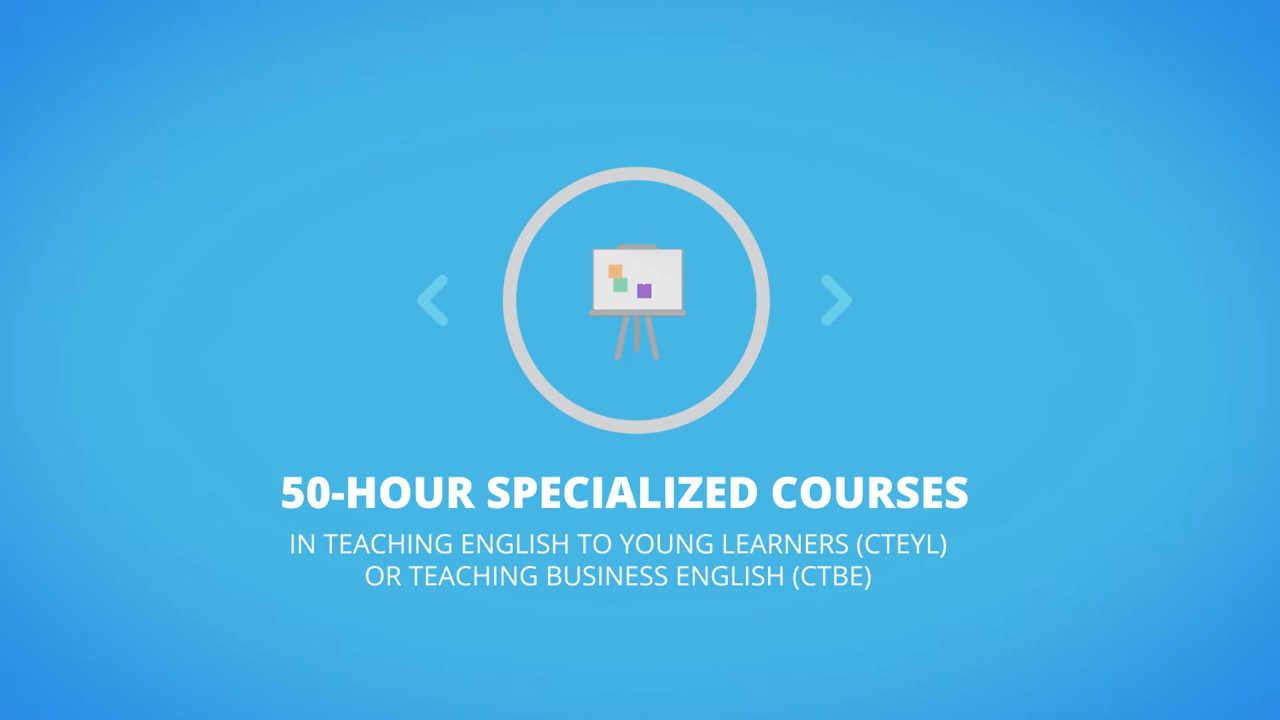 50-HOUR SPECIALIZED COURSES
IN TEACHING ENGLISH TO YOUNG LEARNERS (CTEYL)
OR TEACHING BUSINESS ENGLISH (CTBE)